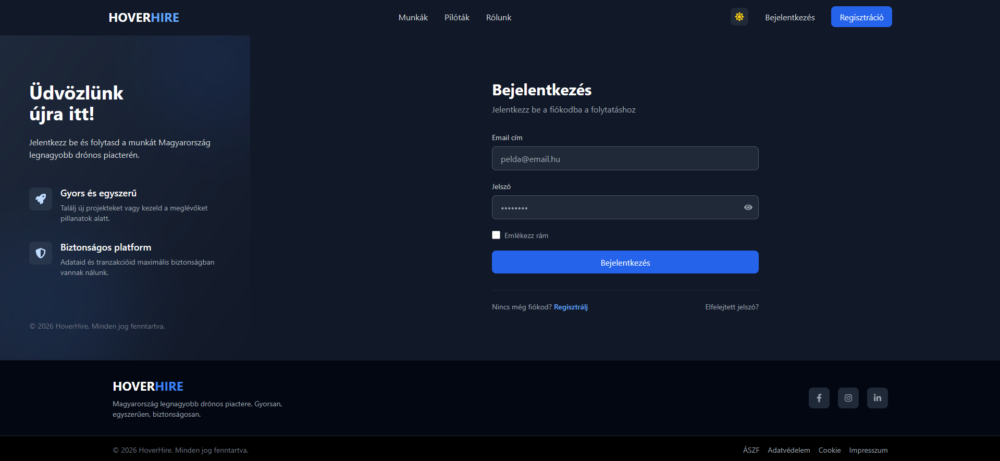 HOVERHIRE
Munkák
Pilóták
Rólunk
Bejelentkezés
Regisztráció
Üdvözlünk
újra itt!
Jelentkezz be és folytasd a munkát Magyarország
legnagyobb drónos piacterén.
Gyors és egyszerű
Találj új projekteket vagy kezeld a meglévőket
pillanatok alatt.
Biztonságos platform
Adataid és tranzakcióid maximális biztonságban
vannak nálunk.
© 2026 HoverHire. Minden jog fenntartva.
Bejelentkezés
Jelentkezz be a fiókodba a folytatáshoz
Email cím
pelda@email.hu
Jelszó
••••••••
Emlékezz rám
Bejelentkezés
Nincs még fiókod? Regisztrálj
Elfelejtett jelszó?
HOVERHIRE
Magyarország legnagyobb drónos piactere. Gyorsan,
egyszerűen, biztonságosan.
© 2026 HoverHire. Minden jog fenntartva.
ÁSZF
Adatvédelem
Cookie
Impresszum